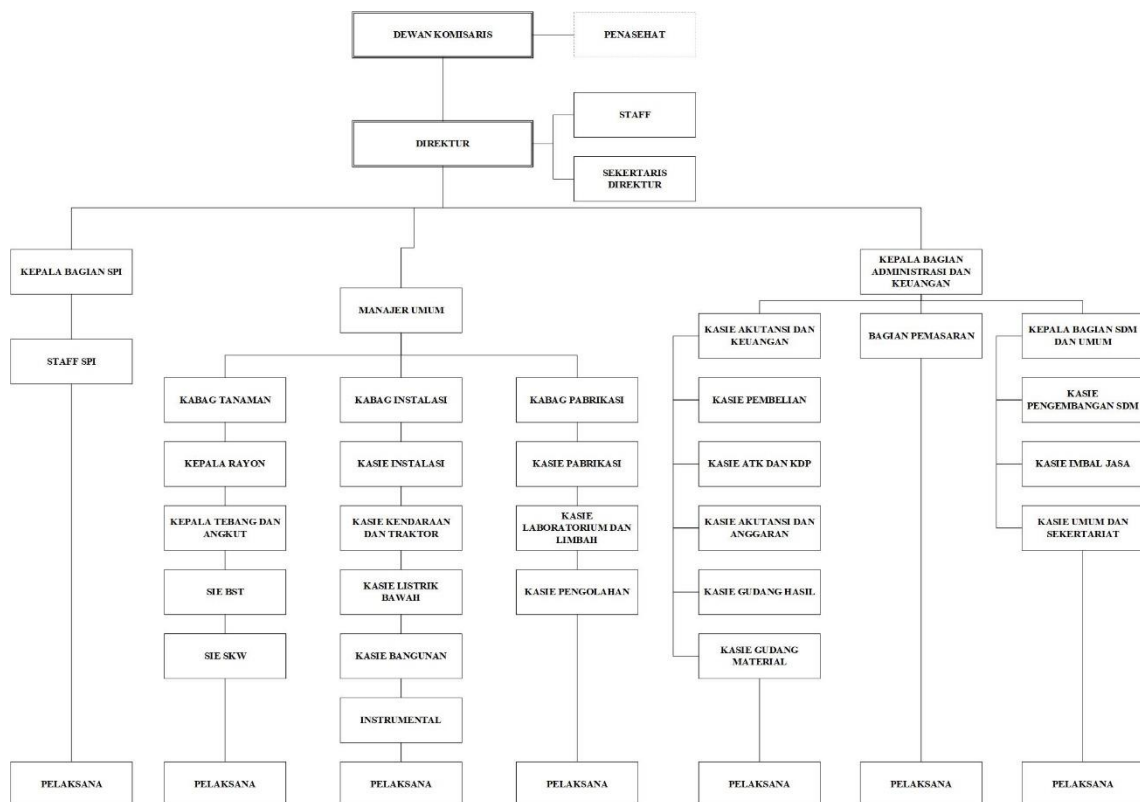 DEWAN KOMISARIS
PENASEHAT
DIREKTUR
STAFF
SEKERTARIS
DIREKTUR
KEPALA BAGIAN SPI
KEPALA BAGIAN
ADMINISTRASI DAN
KEUANGAN
MANAJER UMUM
STAFF SPI
KASIE AKUTANSI DAN
KEUANGAN
BAGIAN PEMASARAN
KEPALA BAGIAN SDM
DAN UMUM
KABAG TANAMAN
KABAG INSTALASI
KABAG PABRIKASI
KASIE PEMBELIAN
KASIE
PENGEMBANGAN SDM
KEPALA RAYON
KASIE INSTALASI
KASIE PABRIKASI
KASIE ATK DAN KDP
KASIE IMBAL JASA
KEPALA TEBANG DAN
ANGKUT
KASIE KENDARAAN
DAN TRAKTOR
KASIE
LABORATORIUM DAN
LIMBAH
KASIE AKUTANSI DAN
ANGGARAN
KASIE UMUM DAN
SEKERTARIAT
SIE BST
KASIE LISTRIK
BAWAH
KASIE PENGOLAHAN
KASIE GUDANG HASIL
SIE SKW
KASIE BANGUNAN
KASIE GUDANG
MATERIAL
INSTRUMENTAL
PELAKSANA
PELAKSANA
PELAKSANA
PELAKSANA
PELAKSANA
PELAKSANA
PELAKSANA